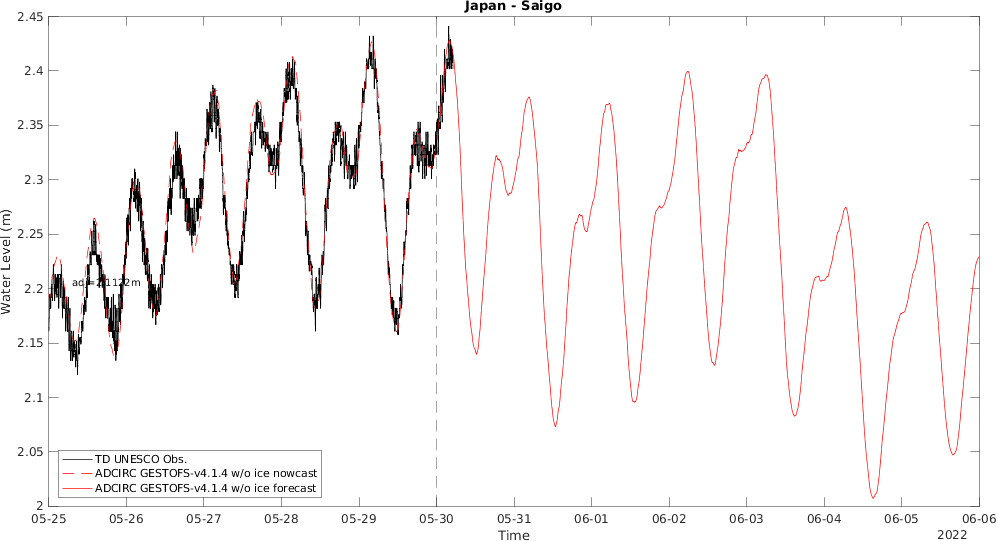 Japan - Saigo
Water Level (m)
2.45
2.4
2.35
2.3
2.25
2.2
2.15
2.1
2.05
2
TD UNESCO Obs.
ADCIRC GESTOFS-v4.1.4 w/o ice nowcast
ADCIRC GESTOFS-v4.1.4 w/o ice forecast
05-25 05-26 05-27 05-28 05-29 05-30 05-31 06-01 06-02 06-03 06-04 06-05 06-06
Time
2022